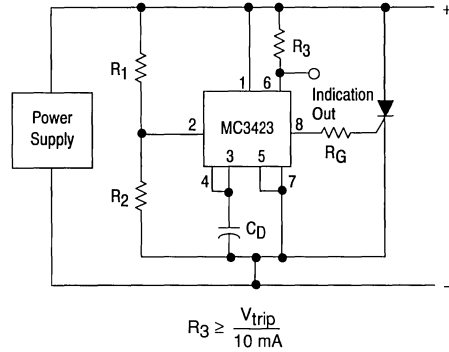 +
R1
R3
1
6
Indication
Out
Power
Supply
2
MC3423
8
3
5
RG
4
7
R2
CD
–
R3 ≥ Vtrip
10 mA